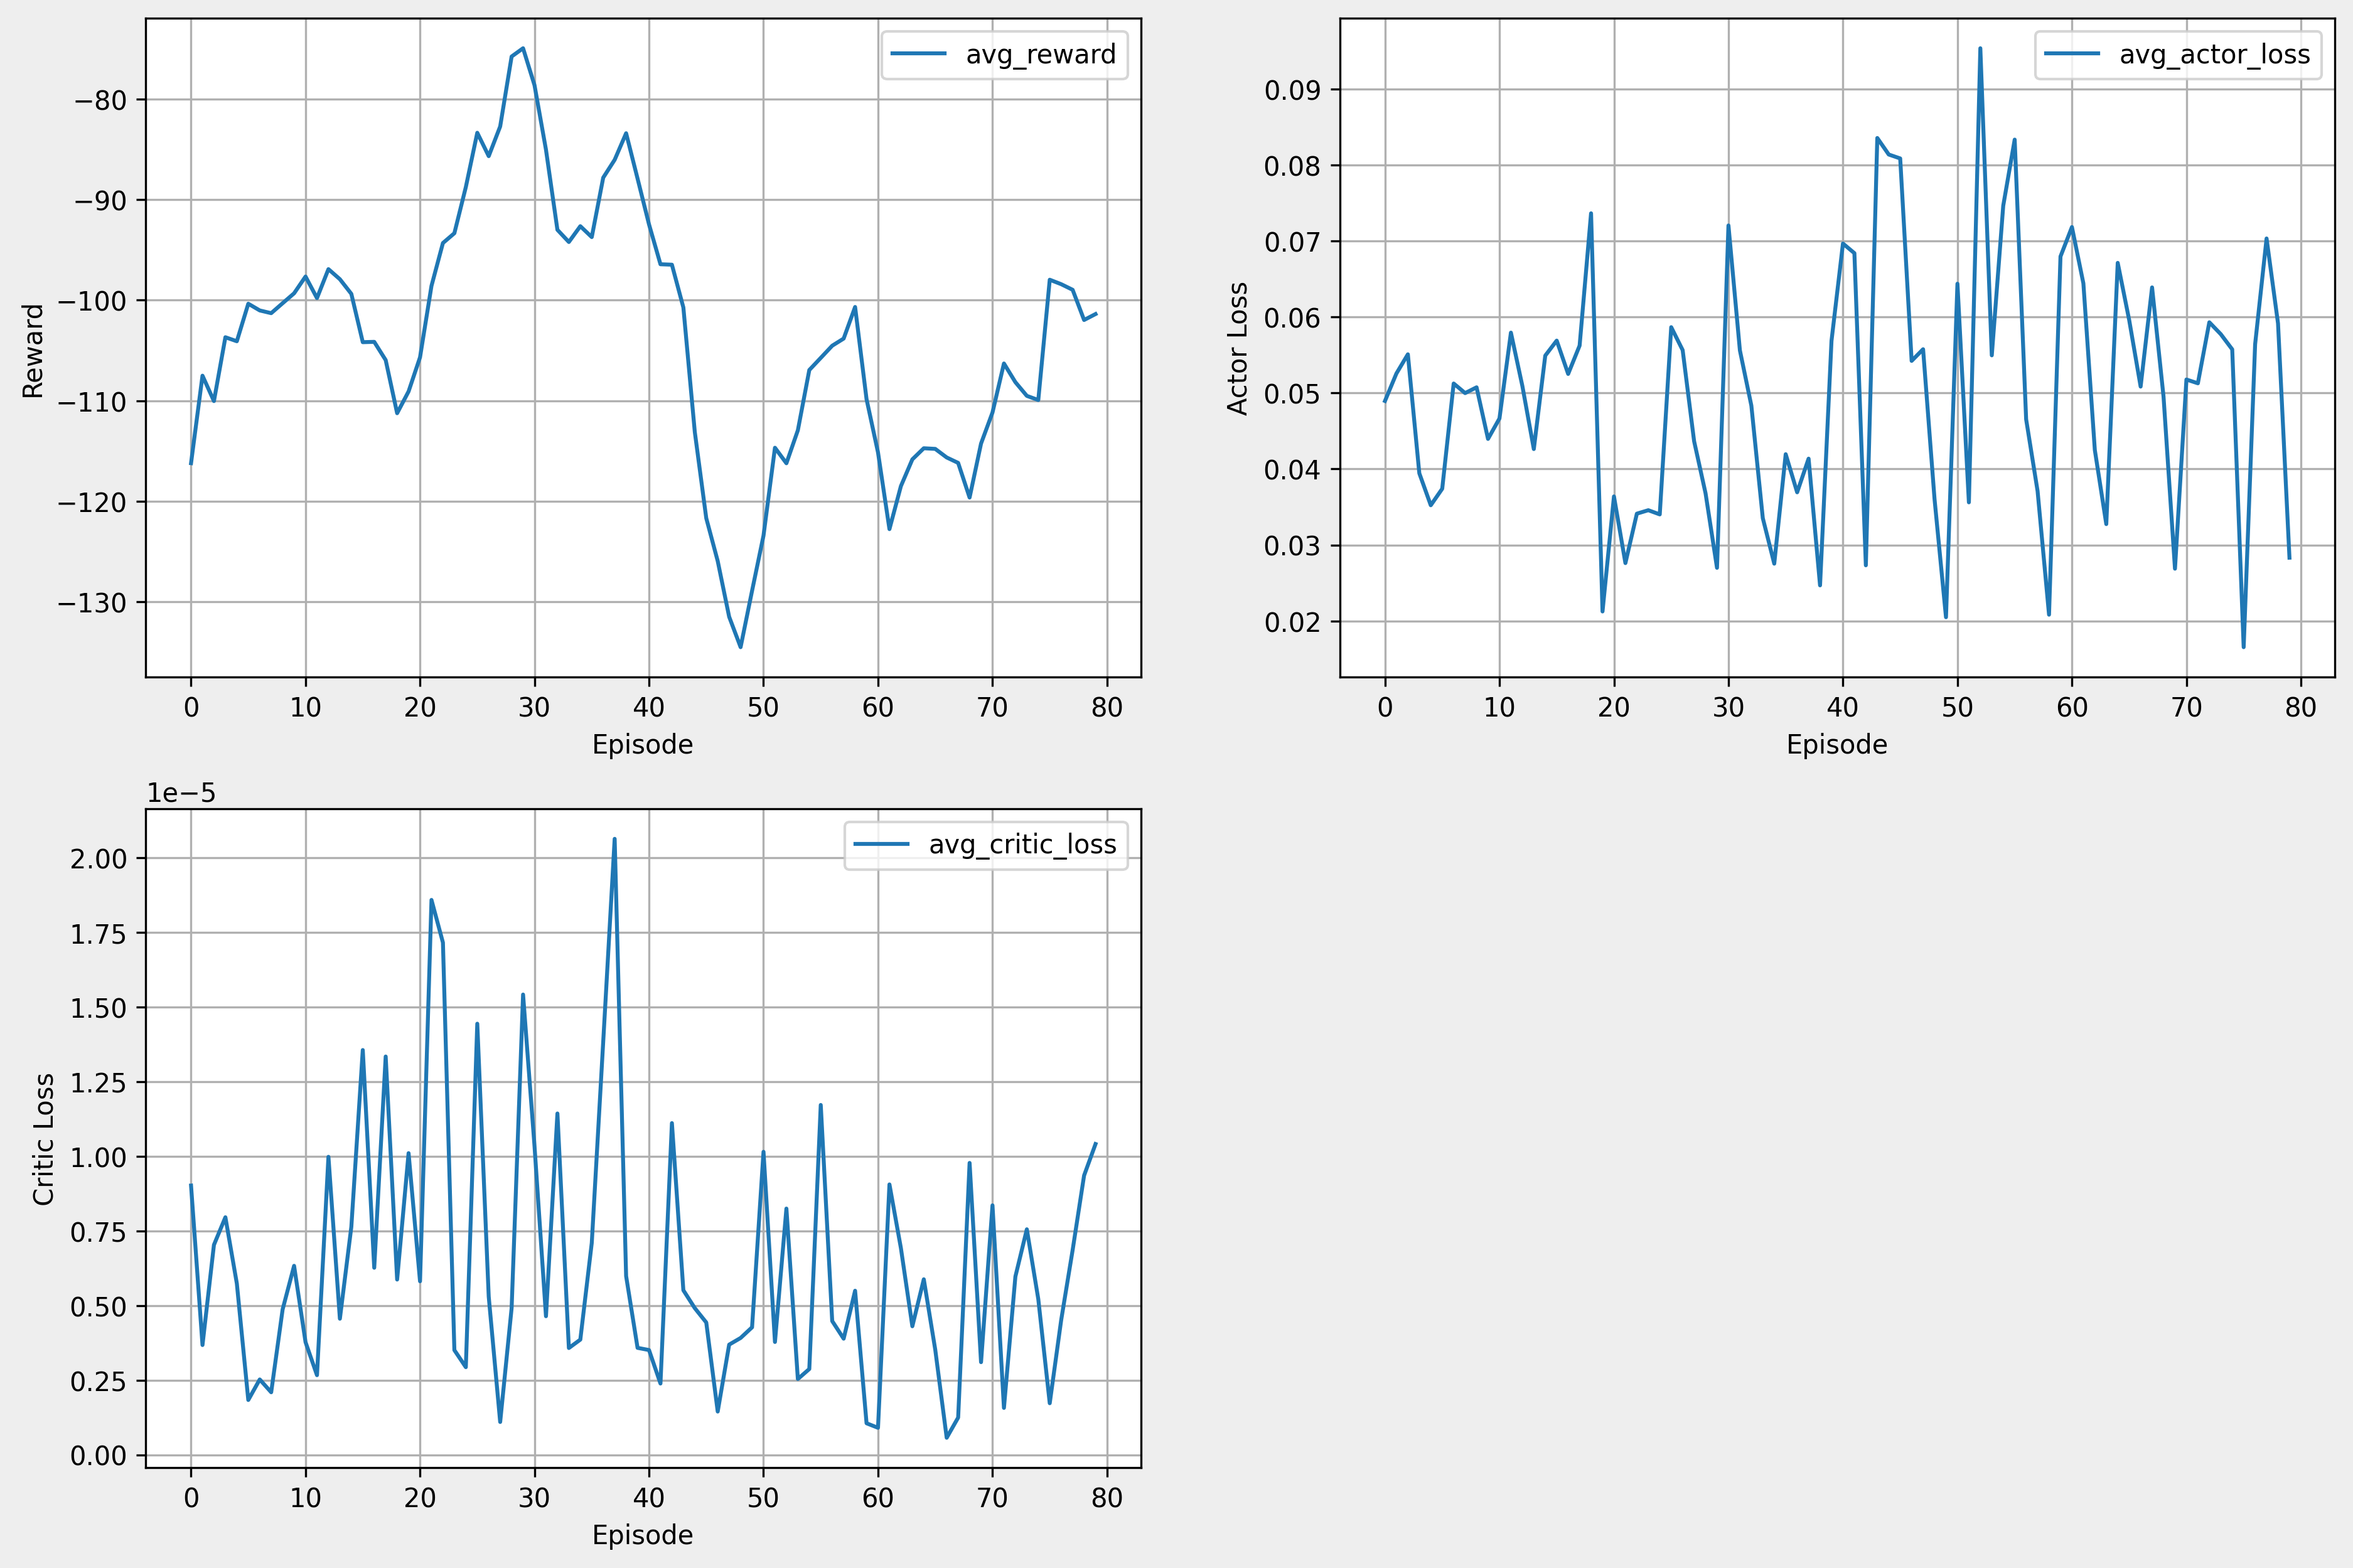 avg_reward
−80
−90
−100
−110
−120
−130
Reward
0 10 20 30 40 50 60 70 80
Episode
avg_actor_loss
0.09
0.08
0.07
0.06
0.05
0.04
0.03
0.02
Actor Loss
0 10 20 30 40 50 60 70 80
Episode
1e−5
avg_critic_loss
2.00
1.75
1.50
1.25
1.00
0.75
0.50
0.25
0.00
Critic Loss
0 10 20 30 40 50 60 70 80
Episode